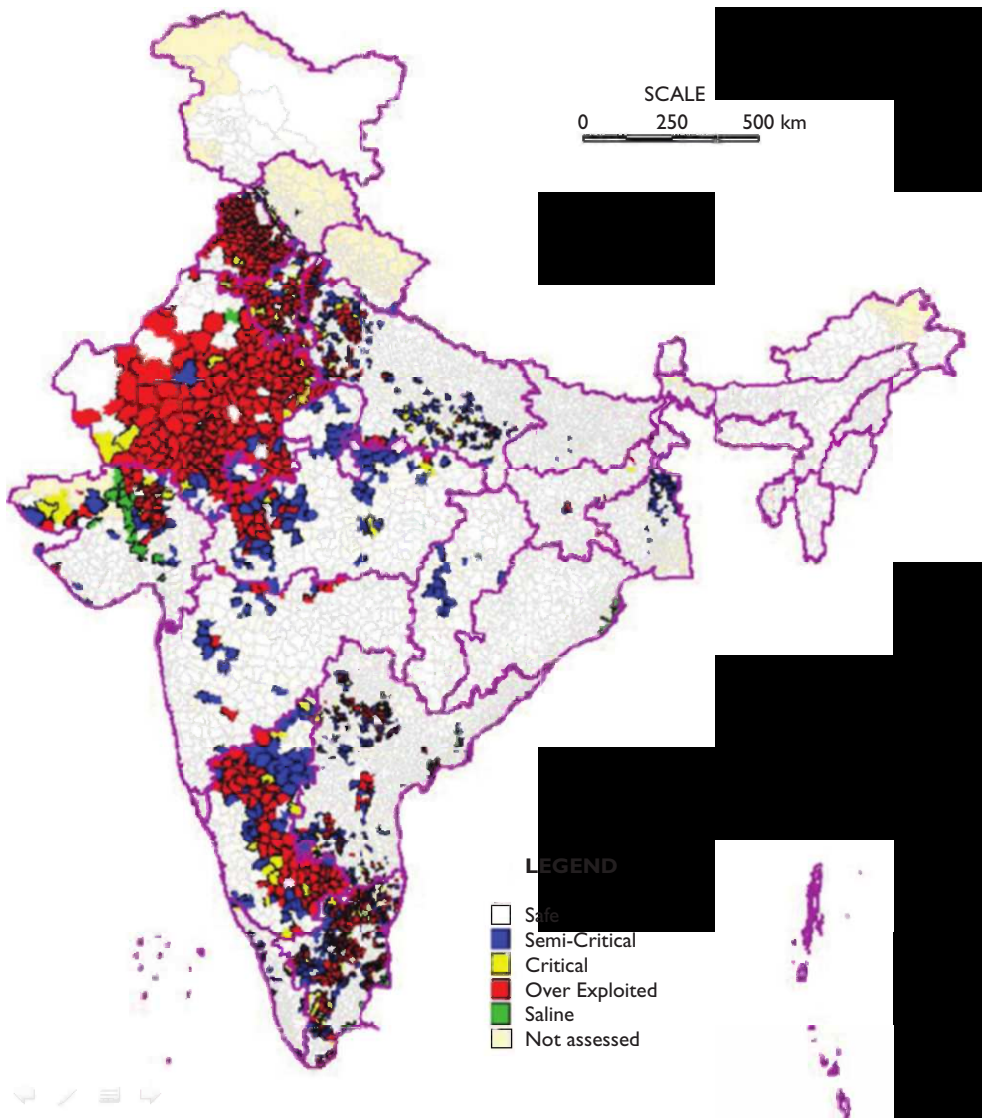 SCALE
0 250 500 km
LEGEND
Safe
Semi-Critical
Critical
Over Exploited
Saline
Not assessed